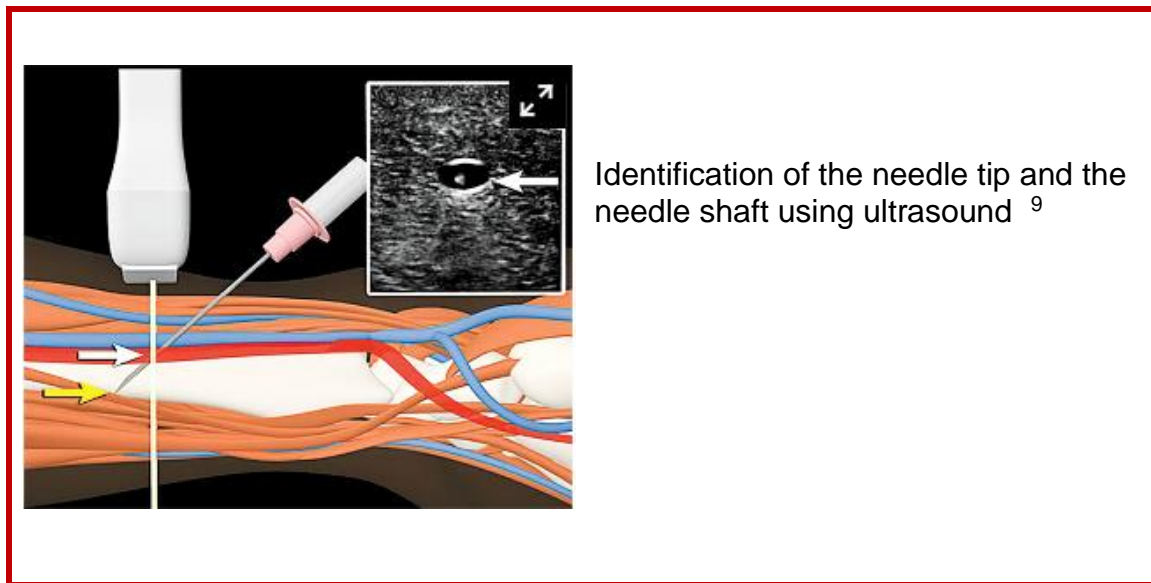 Identification of the needle tip and the
needle shaft using ultrasound 9